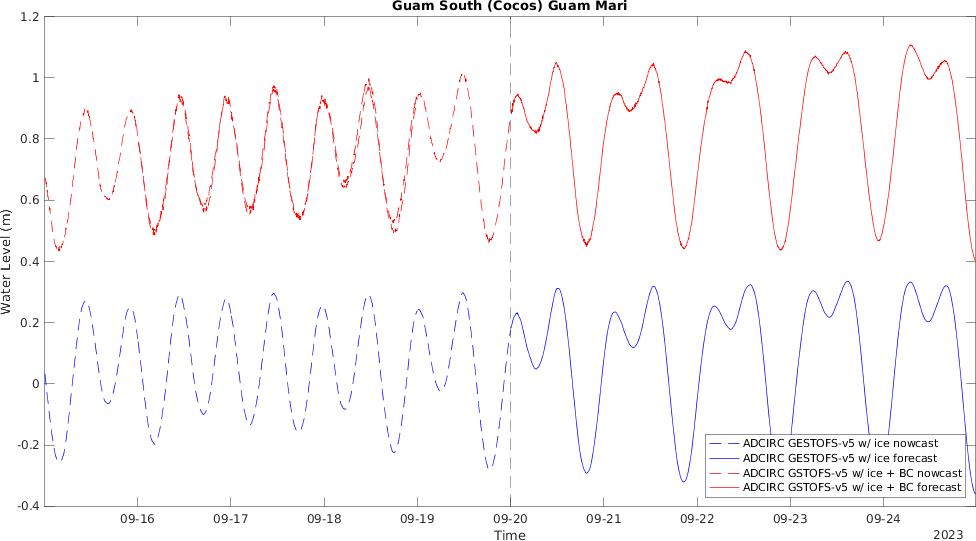 Guam South (Cocos) Guam Mari
1.2
1
0.8
0.6
0.4
0.2
0
-0.2
-0.4
Water Level (m)
ADCIRC GESTOFS-v5 w/ ice nowcast
ADCIRC GESTOFS-v5 w/ ice forecast
ADCIRC GSTOFS-v5 w/ ice + BC nowcast
ADCIRC GSTOFS-v5 w/ ice + BC forecast
09-16 09-17 09-18 09-19 09-20 09-21 09-22 09-23 09-24
Time
2023